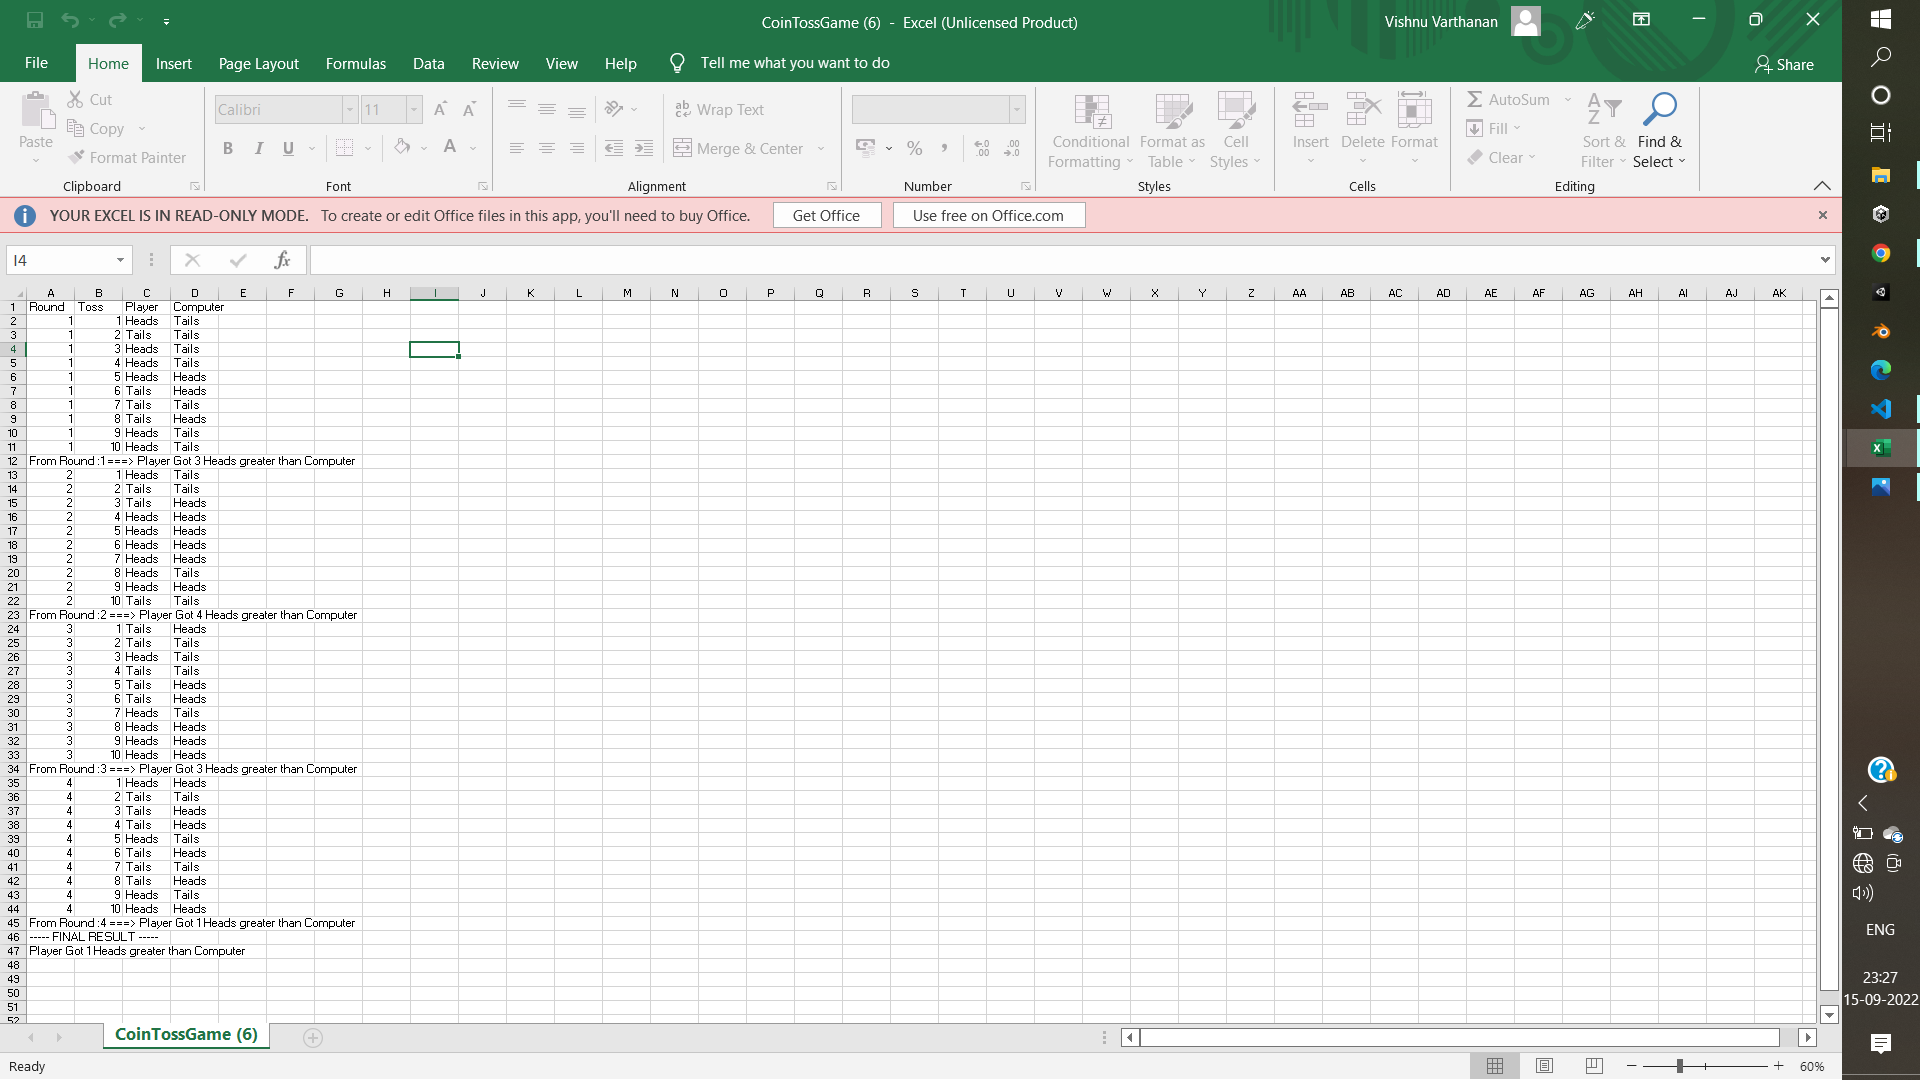 CoinTossGame (6)  -  Excel (Unlicensed Product)
Vishnu Varthanan
File Home Insert Page Layout Formulas Data Review View Help Tell me what you want to do
Share
Paste
Cut
Copy
Format Painter
Clipboard
Calibri 11
B I U A
Font
Wrap Text
Merge & Center
Alignment
%
Number
Conditional Formatting
Format as Table
Cell Styles
Styles
Insert Delete Format
Cells
AutoSum
Fill
Clear
Sort & Filter
Find & Select
Editing
YOUR EXCEL IS IN READ-ONLY MODE. To create or edit Office files in this app, you'll need to buy Office. Get Office Use free on Office.com
I4 fx
A B C D E F G H I J K L M N O P Q R S T U V W X Y Z AA AB AC AD AE AF AG AH AI AJ AK
1 Round Toss Player Computer
2 1 1 Heads Tails
3 1 2 Tails Tails
4 1 3 Heads Tails
5 1 4 Heads Tails
6 1 5 Heads Heads
7 1 6 Tails Heads
8 1 7 Tails Tails
9 1 8 Tails Heads
10 1 9 Heads Tails
11 1 10 Heads Tails
12 From Round :1 ===> Player Got 3 Heads greater than Computer
13 2 1 Heads Tails
14 2 2 Tails Tails
15 2 3 Tails Heads
16 2 4 Heads Heads
17 2 5 Heads Heads
18 2 6 Heads Heads
19 2 7 Heads Heads
20 2 8 Heads Tails
21 2 9 Heads Heads
22 2 10 Tails Tails
23 From Round :2 ===> Player Got 4 Heads greater than Computer
24 3 1 Tails Heads
25 3 2 Tails Tails
26 3 3 Heads Tails
27 3 4 Tails Tails
28 3 5 Tails Heads
29 3 6 Tails Heads
30 3 7 Heads Tails
31 3 8 Heads Heads
32 3 9 Heads Heads
33 3 10 Heads Heads
34 From Round :3 ===> Player Got 3 Heads greater than Computer
35 4 1 Heads Heads
36 4 2 Tails Tails
37 4 3 Tails Heads
38 4 4 Tails Heads
39 4 5 Heads Tails
40 4 6 Tails Heads
41 4 7 Tails Tails
42 4 8 Tails Heads
43 4 9 Heads Tails
44 4 10 Heads Heads
45 From Round :4 ===> Player Got 1 Heads greater than Computer
46 ----- FINAL RESULT -----
47 Player Got 1 Heads greater than Computer
48
49
50
51
52
CoinTossGame (6)
Ready
60%
ENG
23:27
15-09-2022